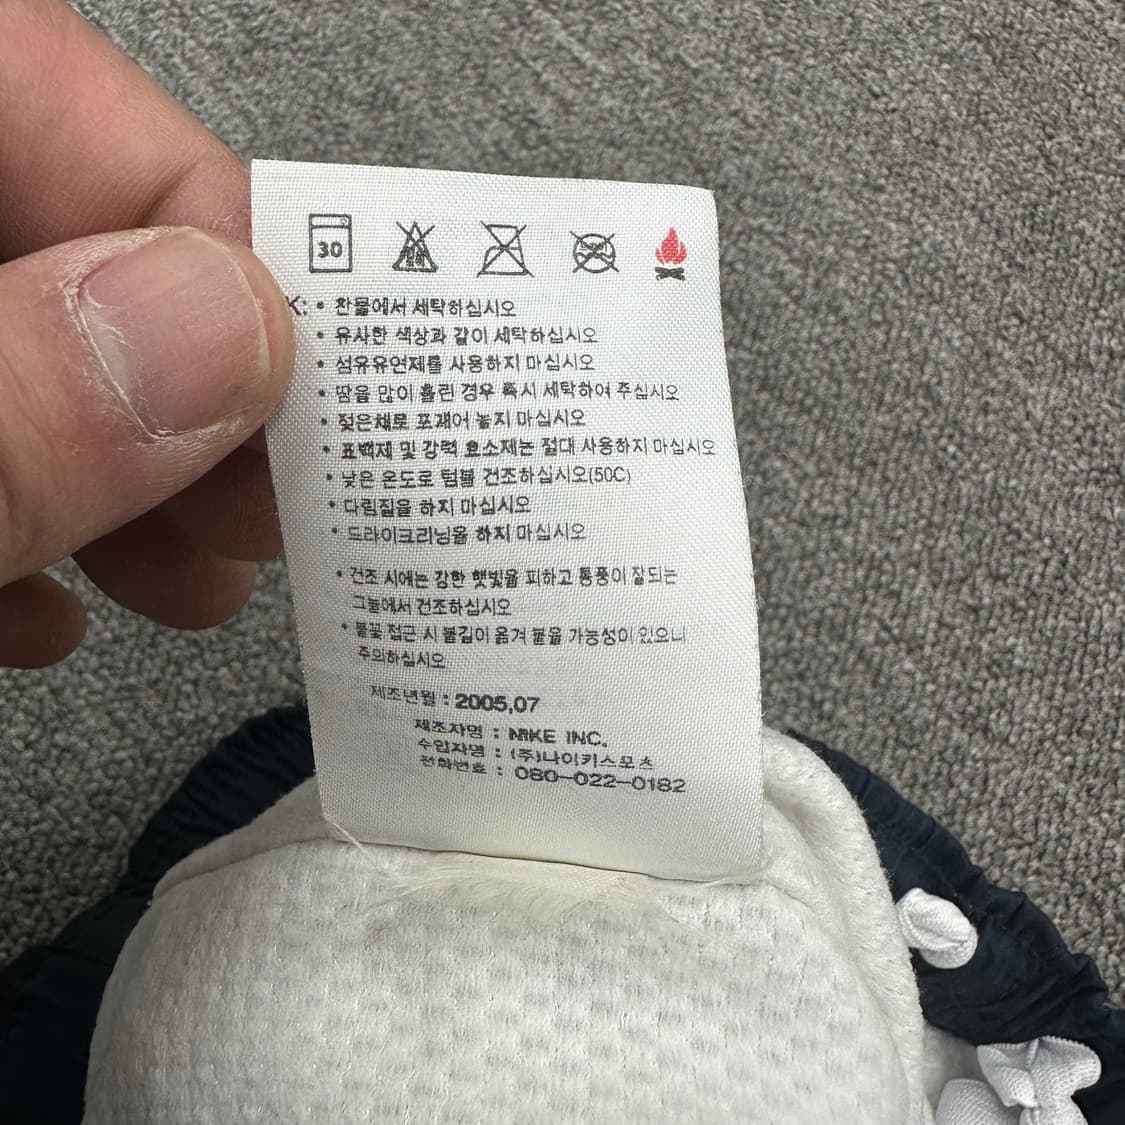 30
K: • 찬물에서 세탁하십시오
• 유사한 색상과 같이 세탁하십시오
• 섬유유연제를 사용하지 마십시오
• 땀을 많이 흘린 경우 즉시 세탁하여 주십시오
• 젖은채로 포개어 놓지 마십시오
• 표백제 및 강력 효소제는 절대 사용하지 마십시오
• 낮은 온도로 텀블 건조하십시오(50C)
• 다림질을 하지 마십시오
• 드라이크리닝을 하지 마십시오
• 건조 시에는 강한 햇빛을 피하고 통풍이 잘되는
그늘에서 건조하십시오
• 불꽃 접근 시 불길이 옮겨 붙을 가능성이 있으니
주의하십시오
제조년월 : 2005,07
제조자명 : NIKE INC.
수입자명 : (주)나이키스포츠
전화번호 : 080-022-0182